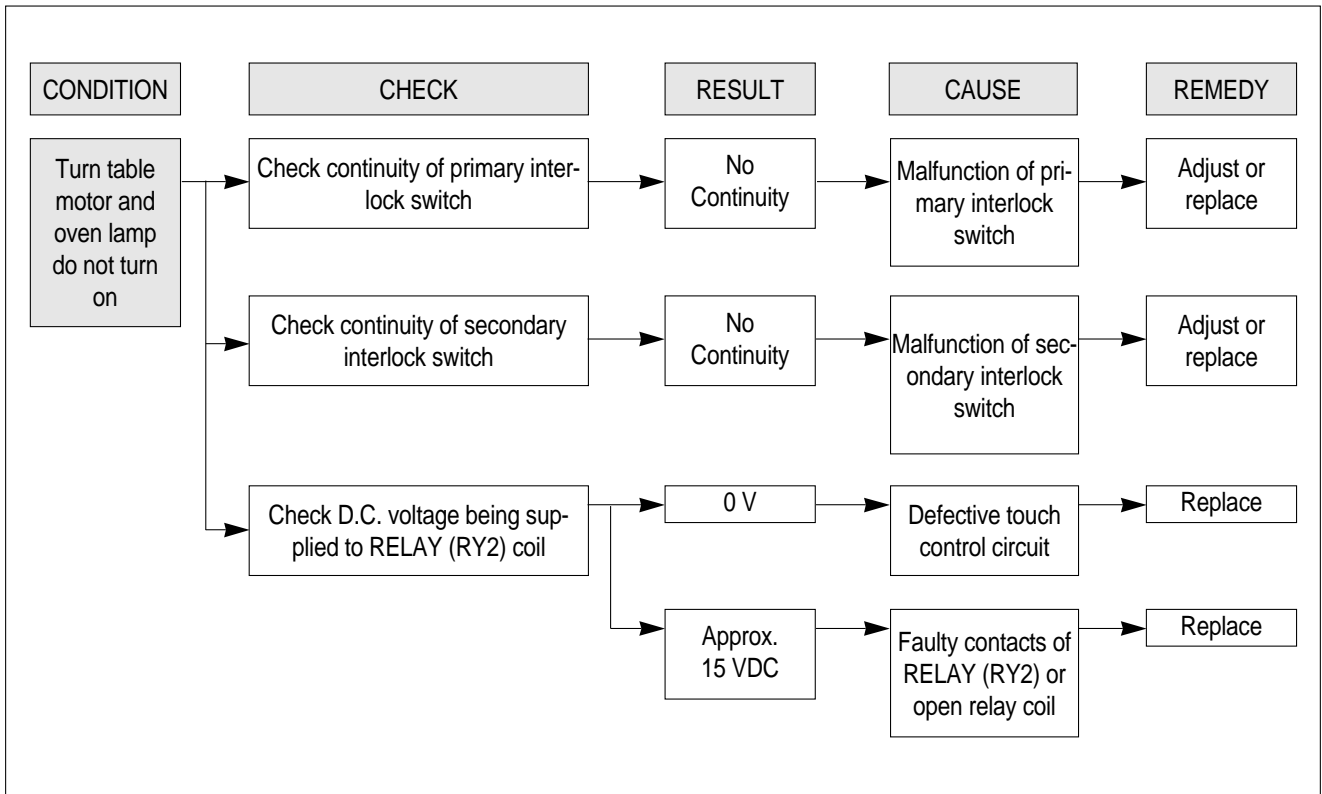 CONDITION
CHECK
RESULT
CAUSE
REMEDY
Turn table
motor and
oven lamp
do not turn
on
Check continuity of primary inter-
lock switch
No
Continuity
Malfunction of pri-
mary interlock
switch
Adjust or
replace
Check continuity of secondary
interlock switch
No
Continuity
Malfunction of sec-
ondary interlock
switch
Adjust or
replace
Check D.C. voltage being sup-
plied to RELAY (RY2) coil
0 V
Defective touch
control circuit
Replace
Approx.
15 VDC
Faulty contacts of
RELAY (RY2) or
open relay coil
Replace